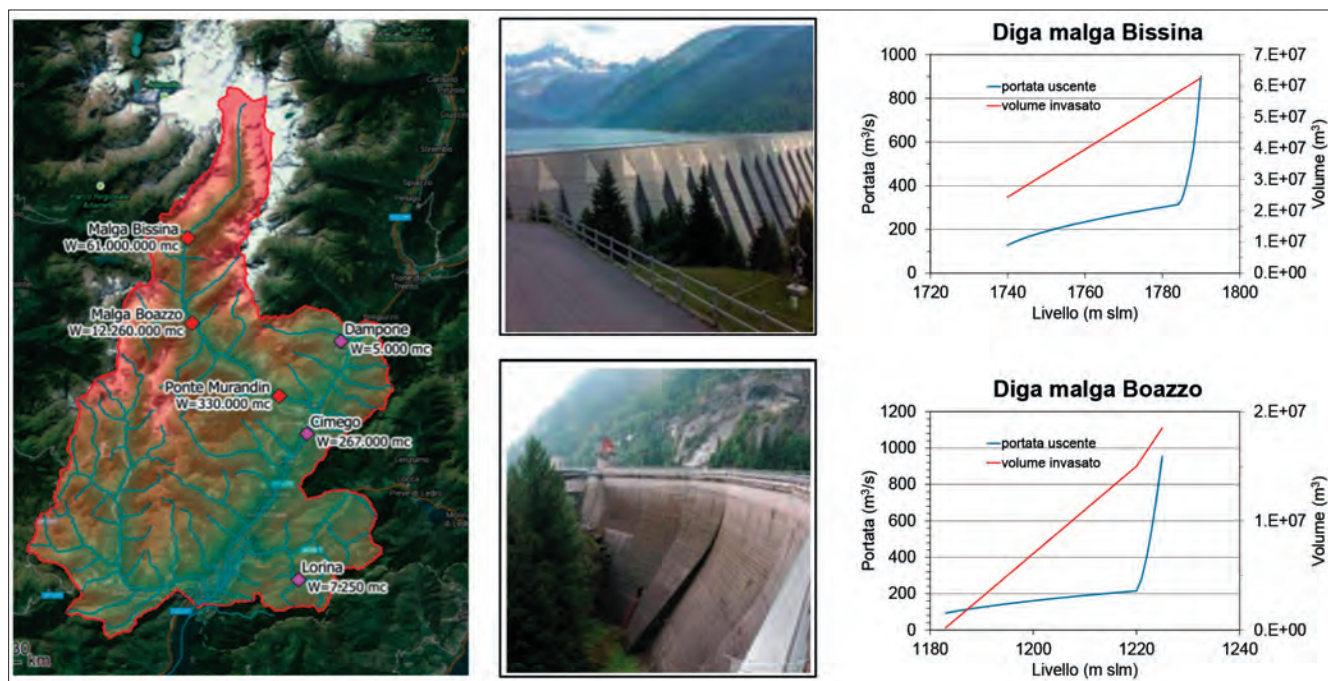 Malga Bissina
W=61.000.000 mc
Malga Boazzo
W=12.260.000 mc
Dampone
W=5.000 mc
Ponte Murandin
W=330.000 mc
Cimego
W=267.000 mc
Lorina
W=7.250 mc
30
km
Diga malga Bissina
portata uscente
volume invasato
Portata (m³/s)
1000
800
600
400
200
0
7.E+07
6.E+07
5.E+07
4.E+07
3.E+07
2.E+07
1.E+07
0.E+00
Volume (m³)
1720 1740 1760 1780 1800
Livello (m slm)
Diga malga Boazzo
portata uscente
volume invasato
Portata (m³/s)
1200
1000
800
600
400
200
0
2.E+07
1.E+07
0.E+00
Volume (m³)
1180 1200 1220 1240
Livello (m slm)